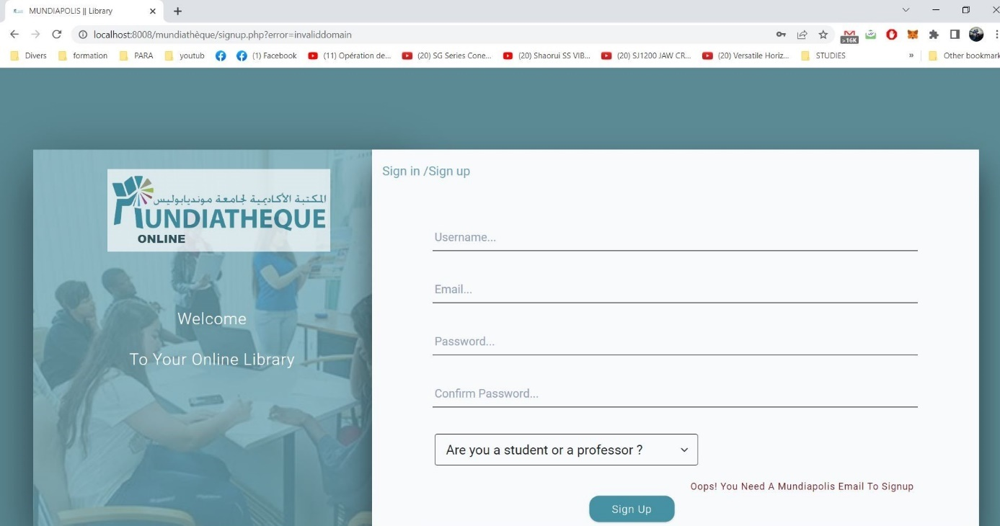 MUNDIAPOLIS || Library
localhost:8008/mundiathèque/signup.php?error=invaliddomain
>16K
Divers
formation
PARA
youtub
(1) Facebook
(11) Opération de...
(20) SG Series Cone...
(20) Shaorui SS VIB...
(20) SJ1200 JAW CR...
(20) Versatile Horiz...
STUDIES
»
Other bookmark
المكتبة الأكاديمية لجامعة مونديابوليس
MUNDIATHEQUE
ONLINE
Welcome
To Your Online Library
Sign in /Sign up
Username...
Email...
Password...
Confirm Password...
Are you a student or a professor ?
Oops! You Need A Mundiapolis Email To Signup
Sign Up